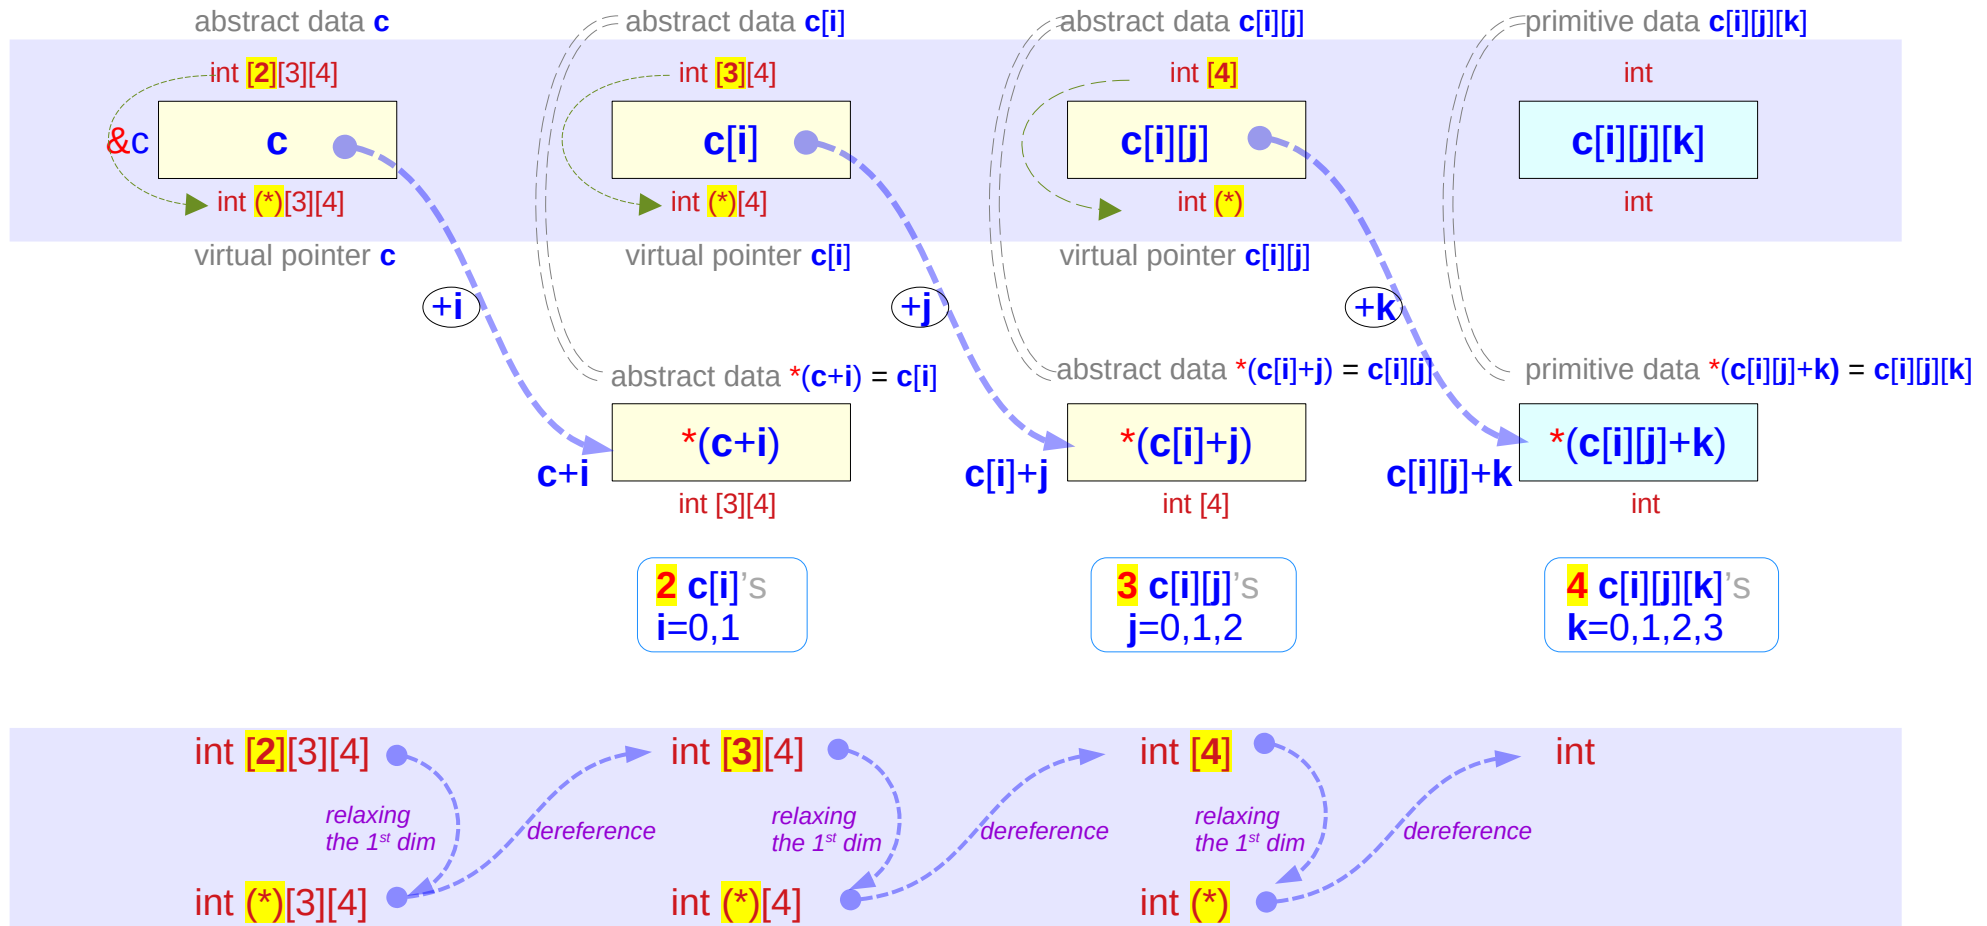 abstract data c
abstract data c[i]
abstract data c[i][j]
primitive data c[i][j][k]
int [2][3][4]
int [3][4]
int [4]
int
&c
c
c[i]
c[i][j]
c[i][j][k]
int (*)[3][4]
int (*)[4]
int (*)
int
virtual pointer c
virtual pointer c[i]
virtual pointer c[i][j]
+i
+j
+k
abstract data *(c+i) = c[i]
abstract data *(c[i]+j) = c[i][j]
primitive data *(c[i][j]+k) = c[i][j][k]
*(c+i)
*(c[i]+j)
*(c[i][j]+k)
c+i
c[i]+j
c[i][j]+k
int [3][4]
int [4]
int
2 c[i]’s
i=0,1
3 c[i][j]’s
j=0,1,2
4 c[i][j][k]’s
k=0,1,2,3
int [2][3][4]
int [3][4]
int [4]
int
relaxing
the 1st dim
dereference
relaxing
the 1st dim
dereference
relaxing
the 1st dim
dereference
int (*)[3][4]
int (*)[4]
int (*)